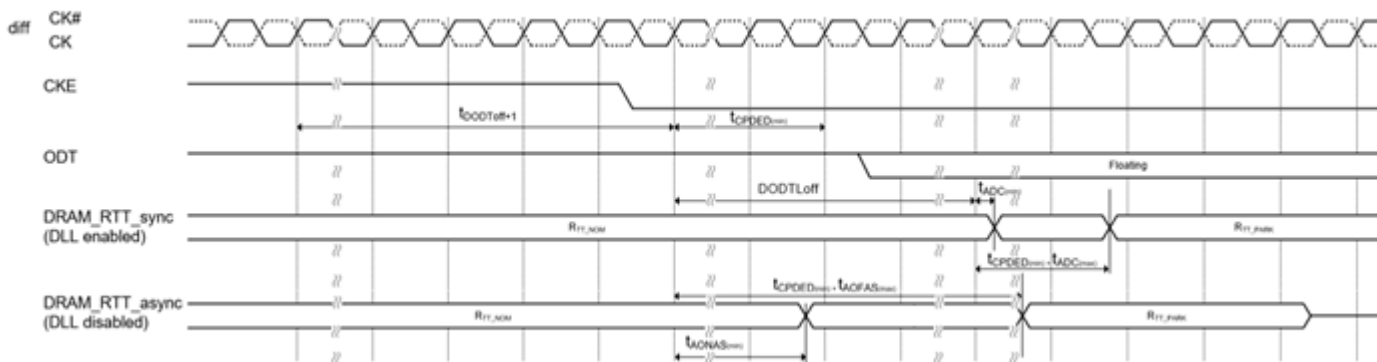 diff
CK#
CK
CKE
tDODToff+1
tCPDED(min)
ODT
Floating
DODTLoff
tADC(min)
DRAM_RTT_sync
(DLL enabled)
RTT_NOM
RTT_PARK
tCPDED(min) + tADC(max)
tCPDED(min) + tAOFAS(max)
DRAM_RTT_async
(DLL disabled)
RTT_NOM
RTT_PARK
tAONAS(min)